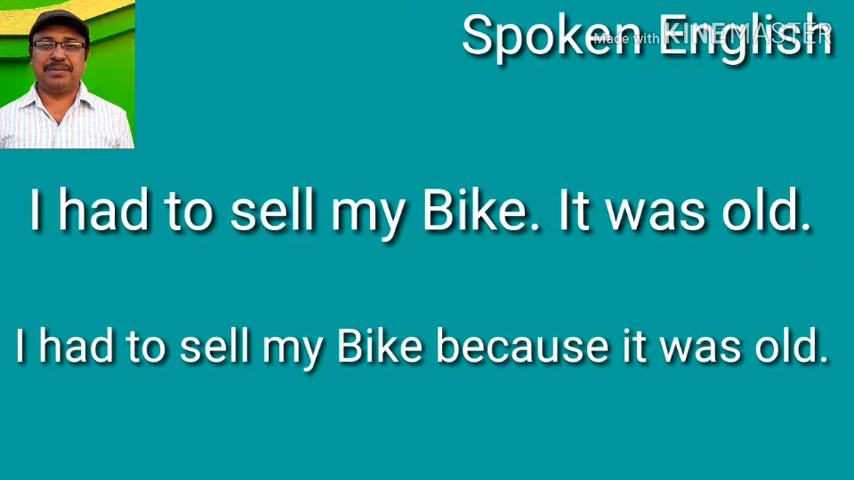 Spoken English
Made with KINEMASTER
I had to sell my Bike. It was old.
I had to sell my Bike because it was old.